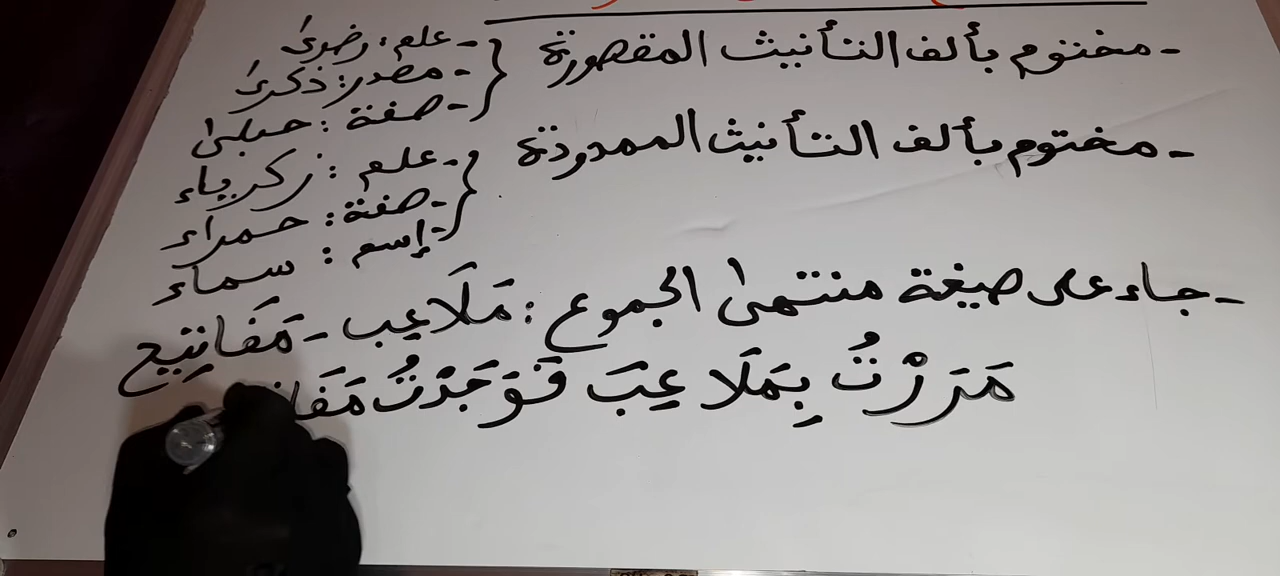 - مختوم بألف التأنيث المقصورة
- علم: رضوى
- مصدر: ذكرى
- صفة: حبلى
- مختوم بألف التأنيث الممدودة
- علم: زكرياء
- صفة: حمراء
- إسم: سماء
- جاء على صيغة منتهى الجموع: مَلَاعِب - مَفَاتِيح
مَرَرْتُ بِمَلَاعِبَ فَوَجَدْتُ